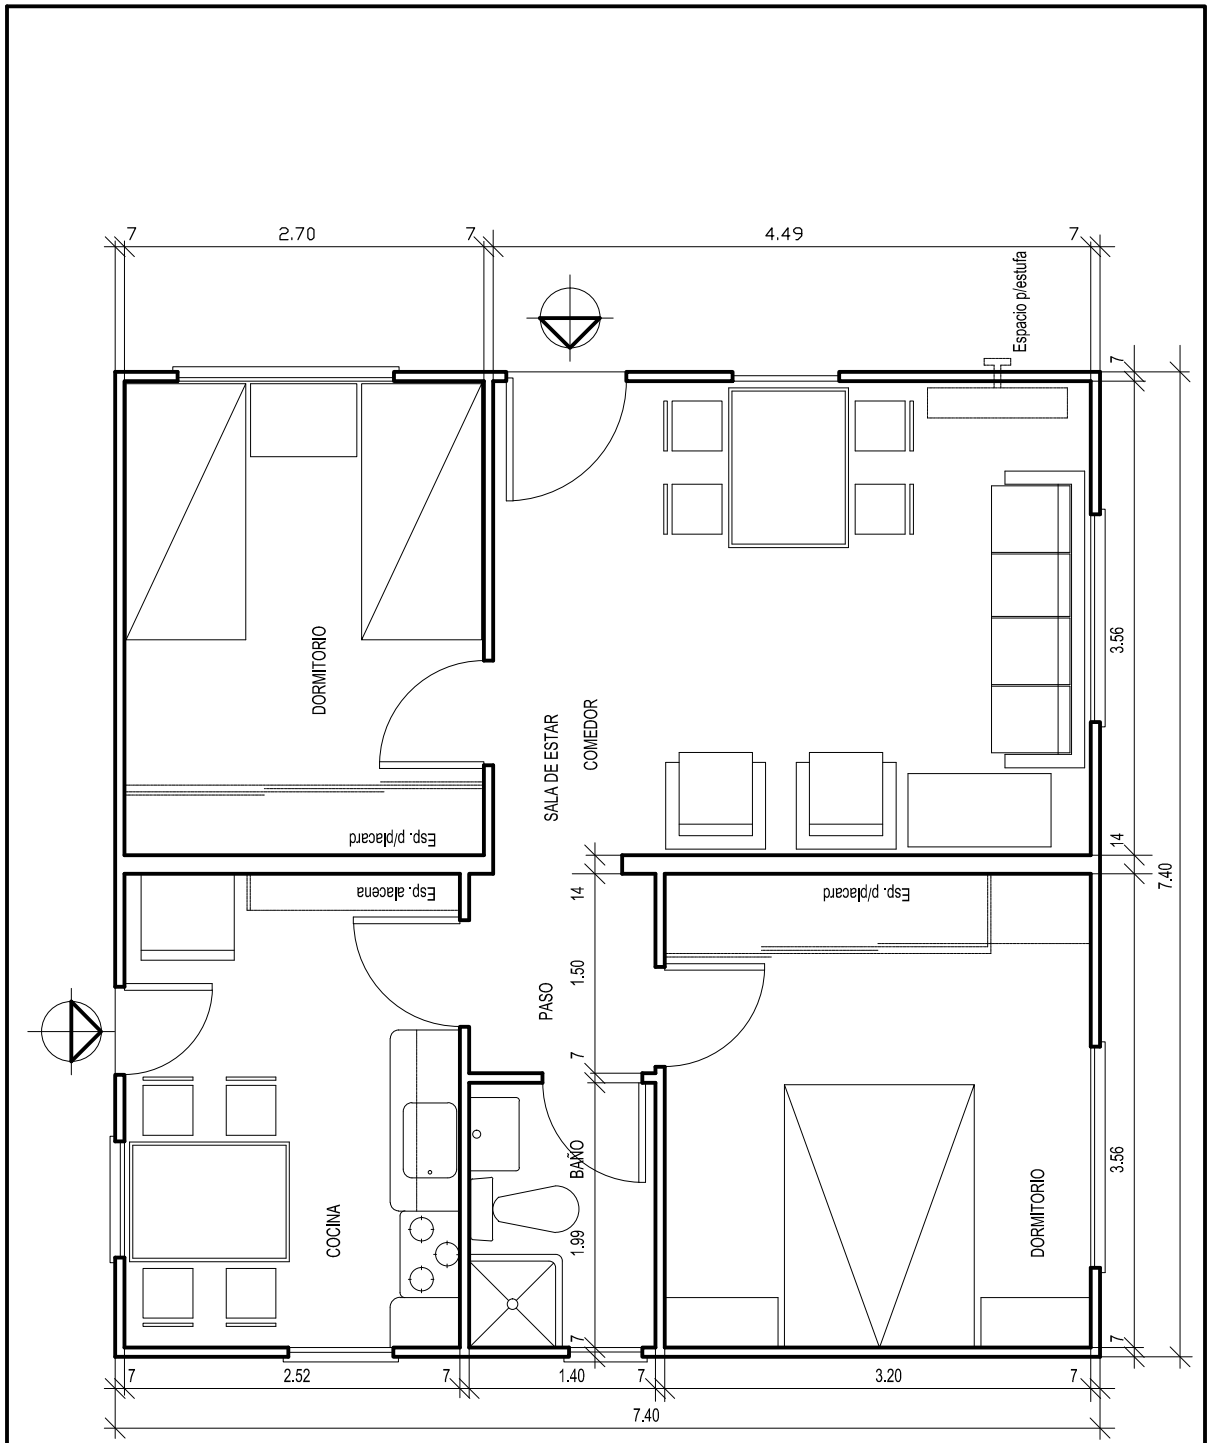 7 2.70 7 4.49 7
Espacio p/estufa
7
DORMITORIO
3.56
SALA DE ESTAR
COMEDOR
Esp. p/placard
14
7.40
Esp. alacena
14
Esp. p/placard
1.50
PASO
7
BAÑO
3.56
COCINA
1.99
DORMITORIO
7
7
7 2.52 7 1.40 7 3.20 7
7.40